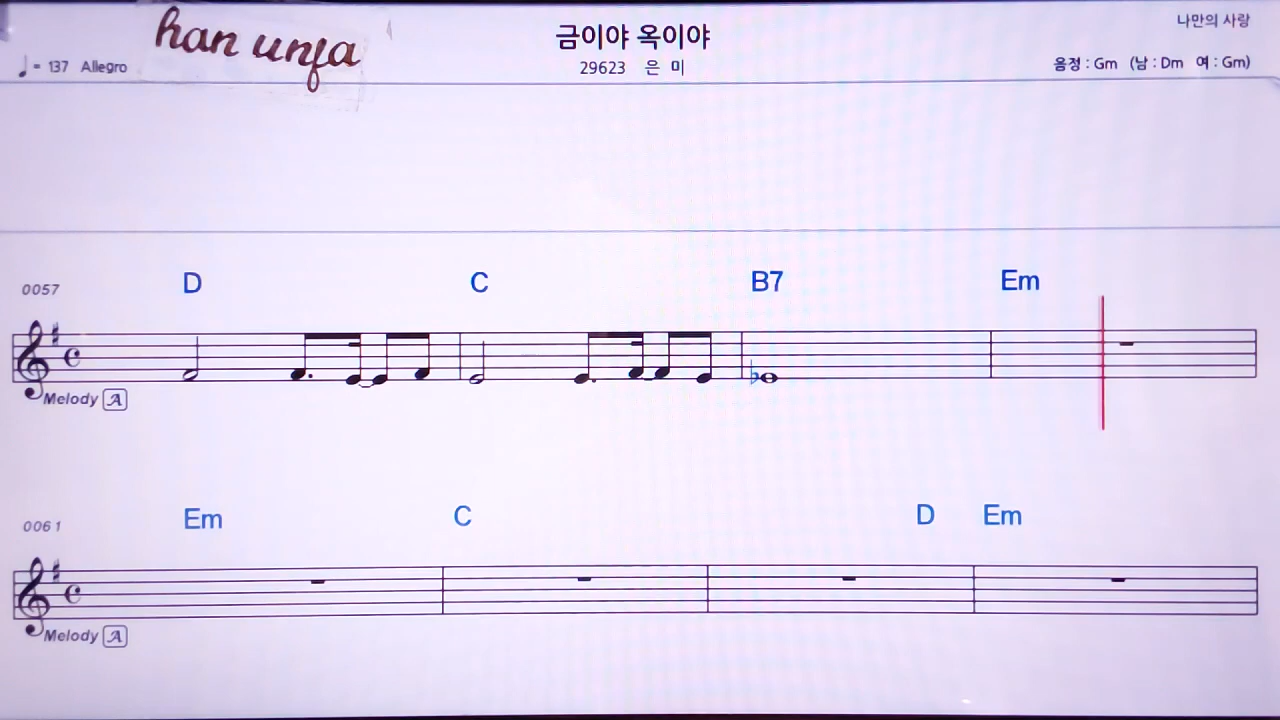 han unja
금이야 옥이야
나만의 사랑
= 137 Allegro
29623 은 미
음정 : Gm (남 : Dm 여 : Gm)
0057
D C B7 Em
Melody A
0061
Em C D Em
Melody A